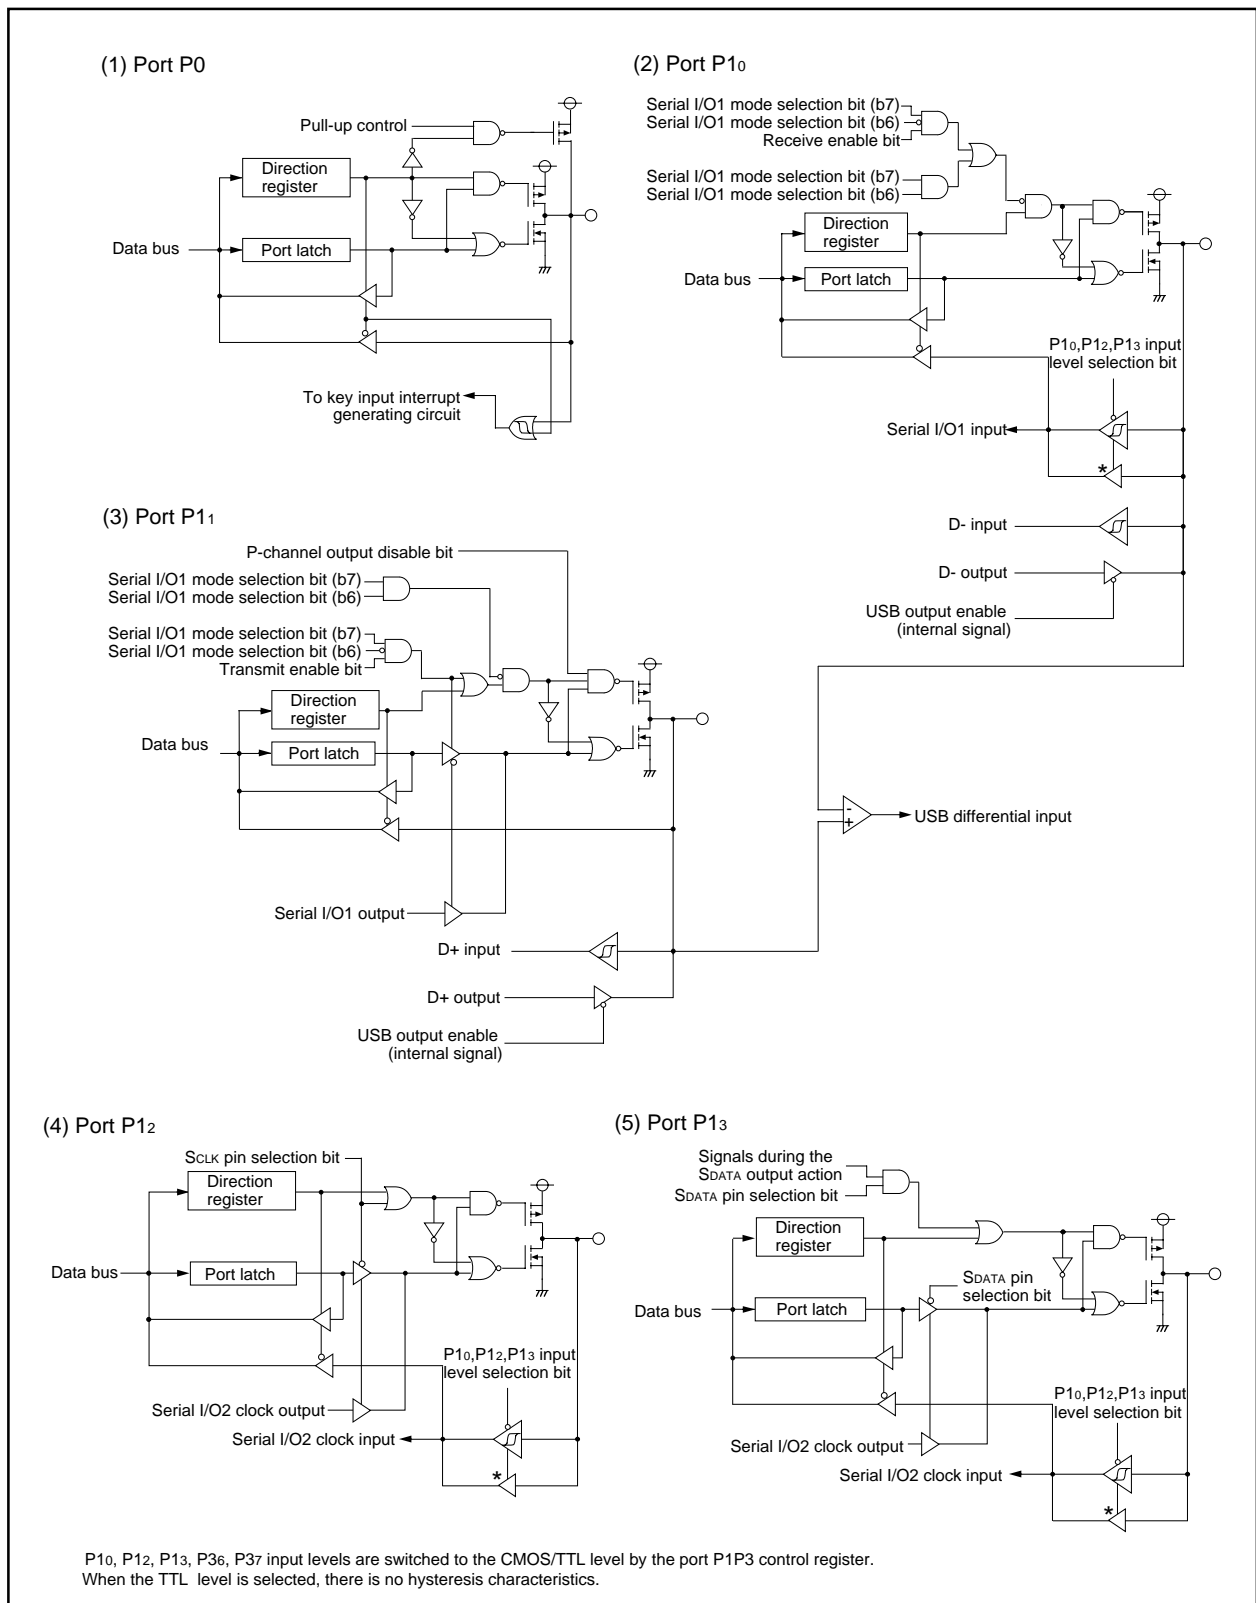 (1) Port P0
Pull-up control
Direction
register
Data bus
Port latch
To key input interrupt
generating circuit
(2) Port P10
Serial I/O1 mode selection bit (b7)
Serial I/O1 mode selection bit (b6)
Receive enable bit
Serial I/O1 mode selection bit (b7)
Serial I/O1 mode selection bit (b6)
Direction
register
Data bus
Port latch
P10,P12,P13 input
level selection bit
Serial I/O1 input
*
D- input
D- output
USB output enable
(internal signal)
(3) Port P11
P-channel output disable bit
Serial I/O1 mode selection bit (b7)
Serial I/O1 mode selection bit (b6)
Serial I/O1 mode selection bit (b7)
Serial I/O1 mode selection bit (b6)
Transmit enable bit
Direction
register
Data bus
Port latch
-
+
USB differential input
Serial I/O1 output
D+ input
D+ output
USB output enable
(internal signal)
(4) Port P12
SCLK pin selection bit
Direction
register
Data bus
Port latch
P10,P12,P13 input
level selection bit
Serial I/O2 clock output
Serial I/O2 clock input
*
(5) Port P13
Signals during the
SDATA output action
SDATA pin selection bit
Direction
register
SDATA pin
selection bit
Data bus
Port latch
P10,P12,P13 input
level selection bit
Serial I/O2 clock output
Serial I/O2 clock input
*
P10, P12, P13, P36, P37 input levels are switched to the CMOS/TTL level by the port P1P3 control register.
When the TTL level is selected, there is no hysteresis characteristics.